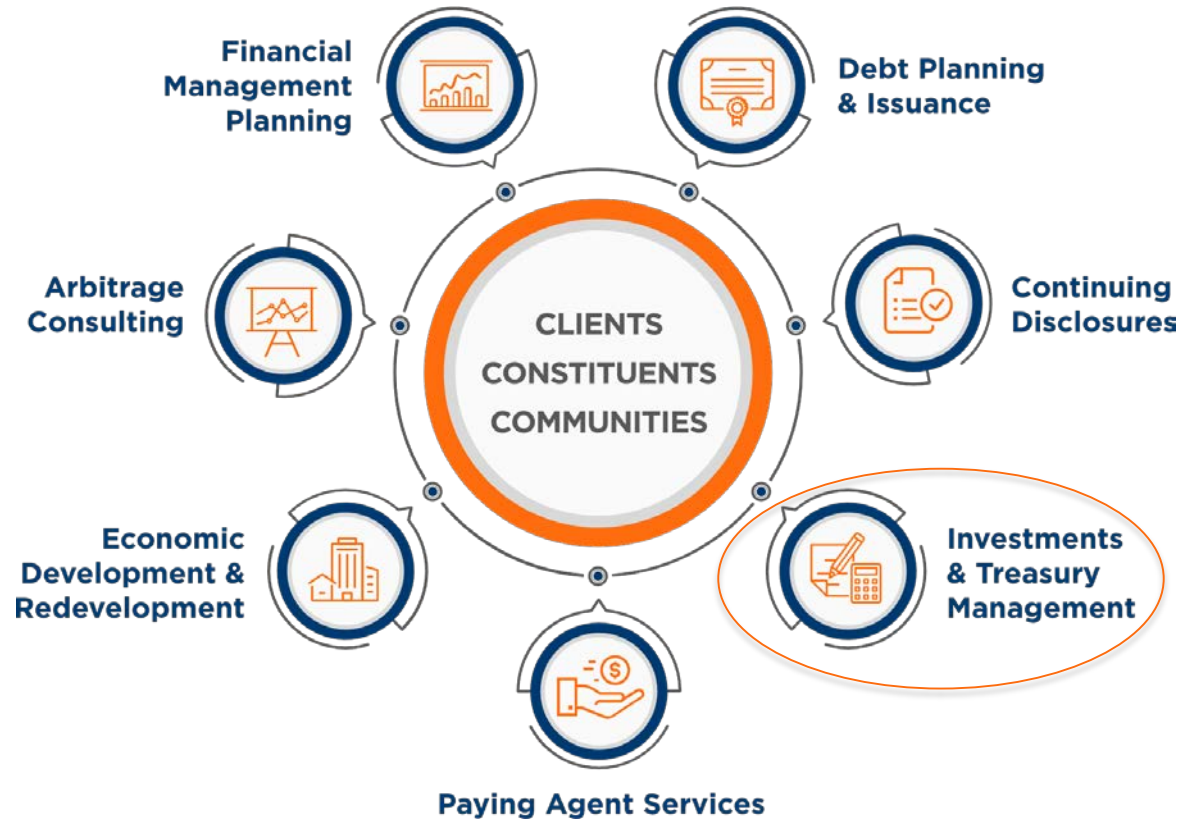 Financial
Management
Planning
Debt Planning
& Issuance
Arbitrage
Consulting
CLIENTS
CONSTITUENTS
COMMUNITIES
Continuing
Disclosures
Economic
Development &
Redevelopment
Investments
& Treasury
Management
$
Paying Agent Services